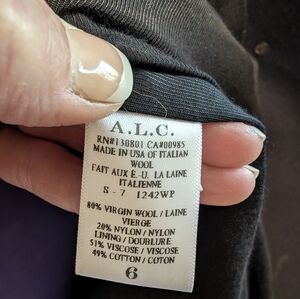 A.L.C.
RN#130801 CA#00985
MADE IN USA OF ITALIAN
WOOL
FAIT AUX É.-U. LA LAINE
ITALIENNE
S - 7 1242WP
80% VIRGIN WOOL / LAINE
VIERGE
20% NYLON / NYLON
LINING / DOUBLURE
51% VISCOSE / VISCOSE
49% COTTON / COTON
6